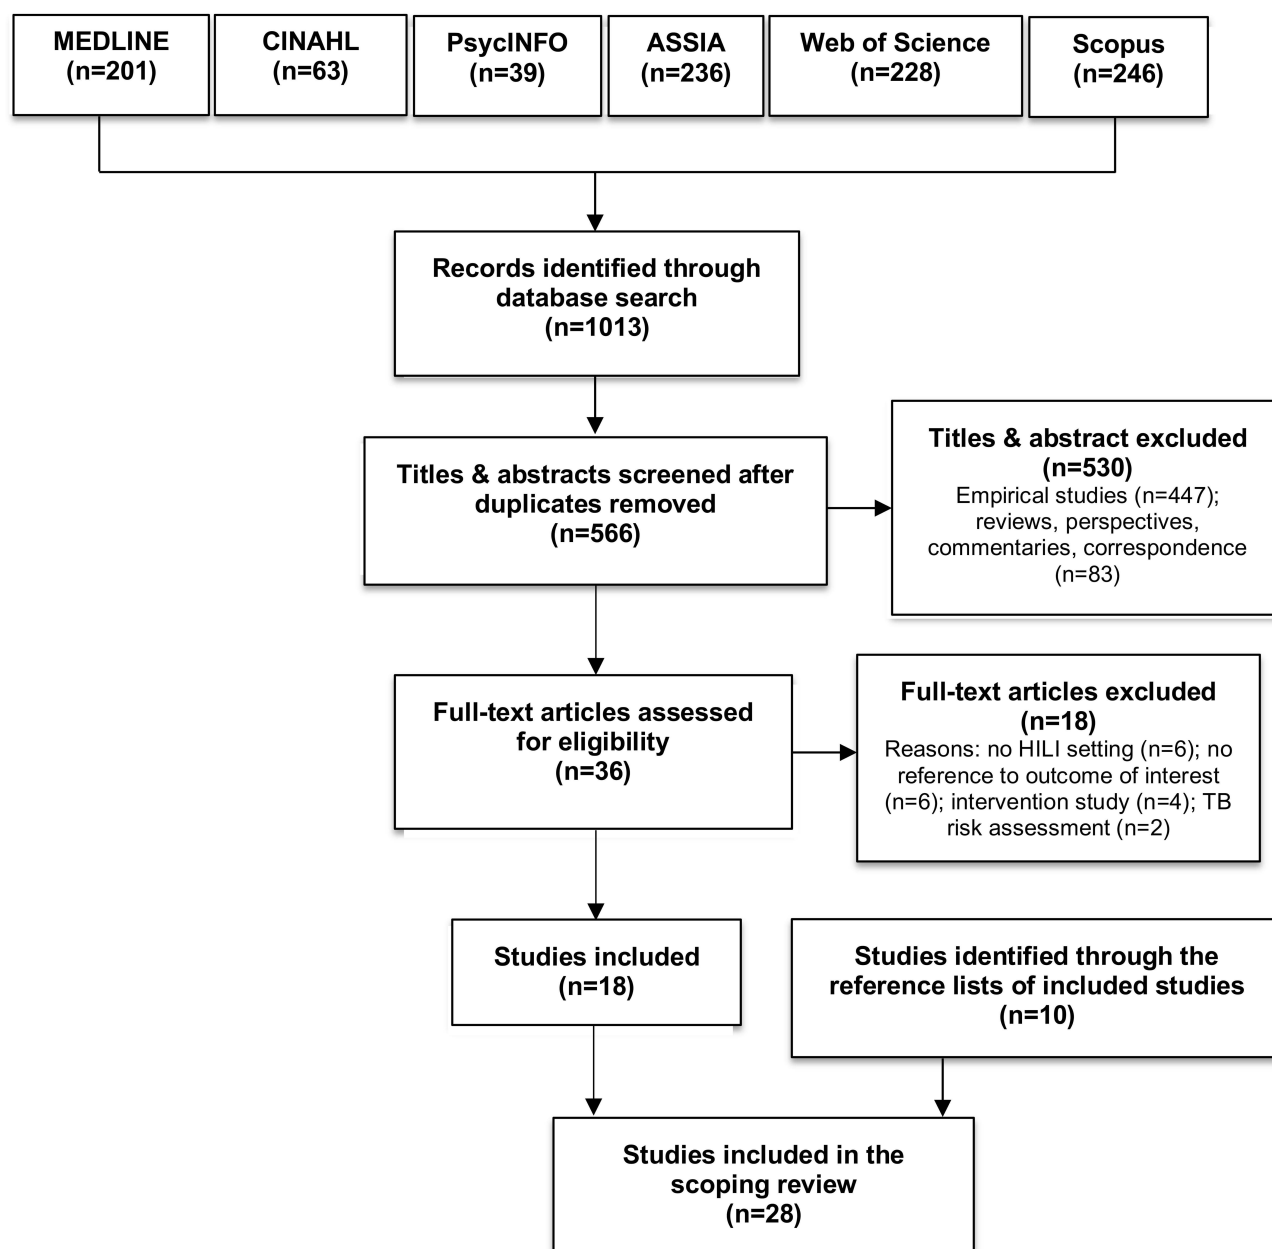 MEDLINE
(n=201)
CINAHL
(n=63)
PsycINFO
(n=39)
ASSIA
(n=236)
Web of Science
(n=228)
Scopus
(n=246)
Records identified through
database search
(n=1013)
Titles & abstracts screened after
duplicates removed
(n=566)
Titles & abstract excluded
(n=530)
Empirical studies (n=447);
reviews, perspectives,
commentaries, correspondence
(n=83)
Full-text articles assessed
for eligibility
(n=36)
Full-text articles excluded
(n=18)
Reasons: no HILI setting (n=6); no
reference to outcome of interest
(n=6); intervention study (n=4); TB
risk assessment (n=2)
Studies included
(n=18)
Studies identified through the
reference lists of included studies
(n=10)
Studies included in the
scoping review
(n=28)